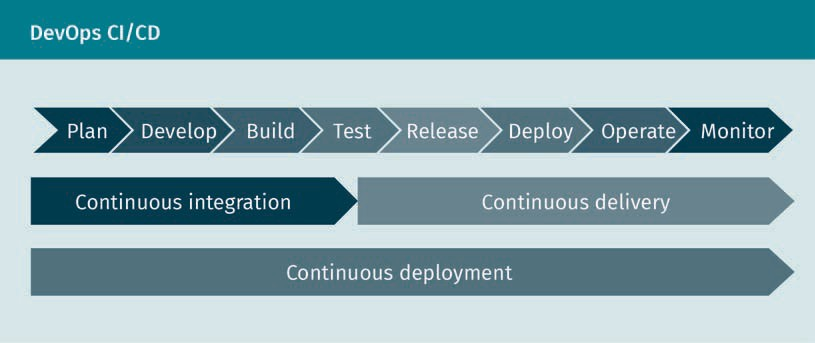 DevOps CI/CD
Plan Develop Build Test Release Deploy Operate Monitor
Continuous integration Continuous delivery
Continuous deployment